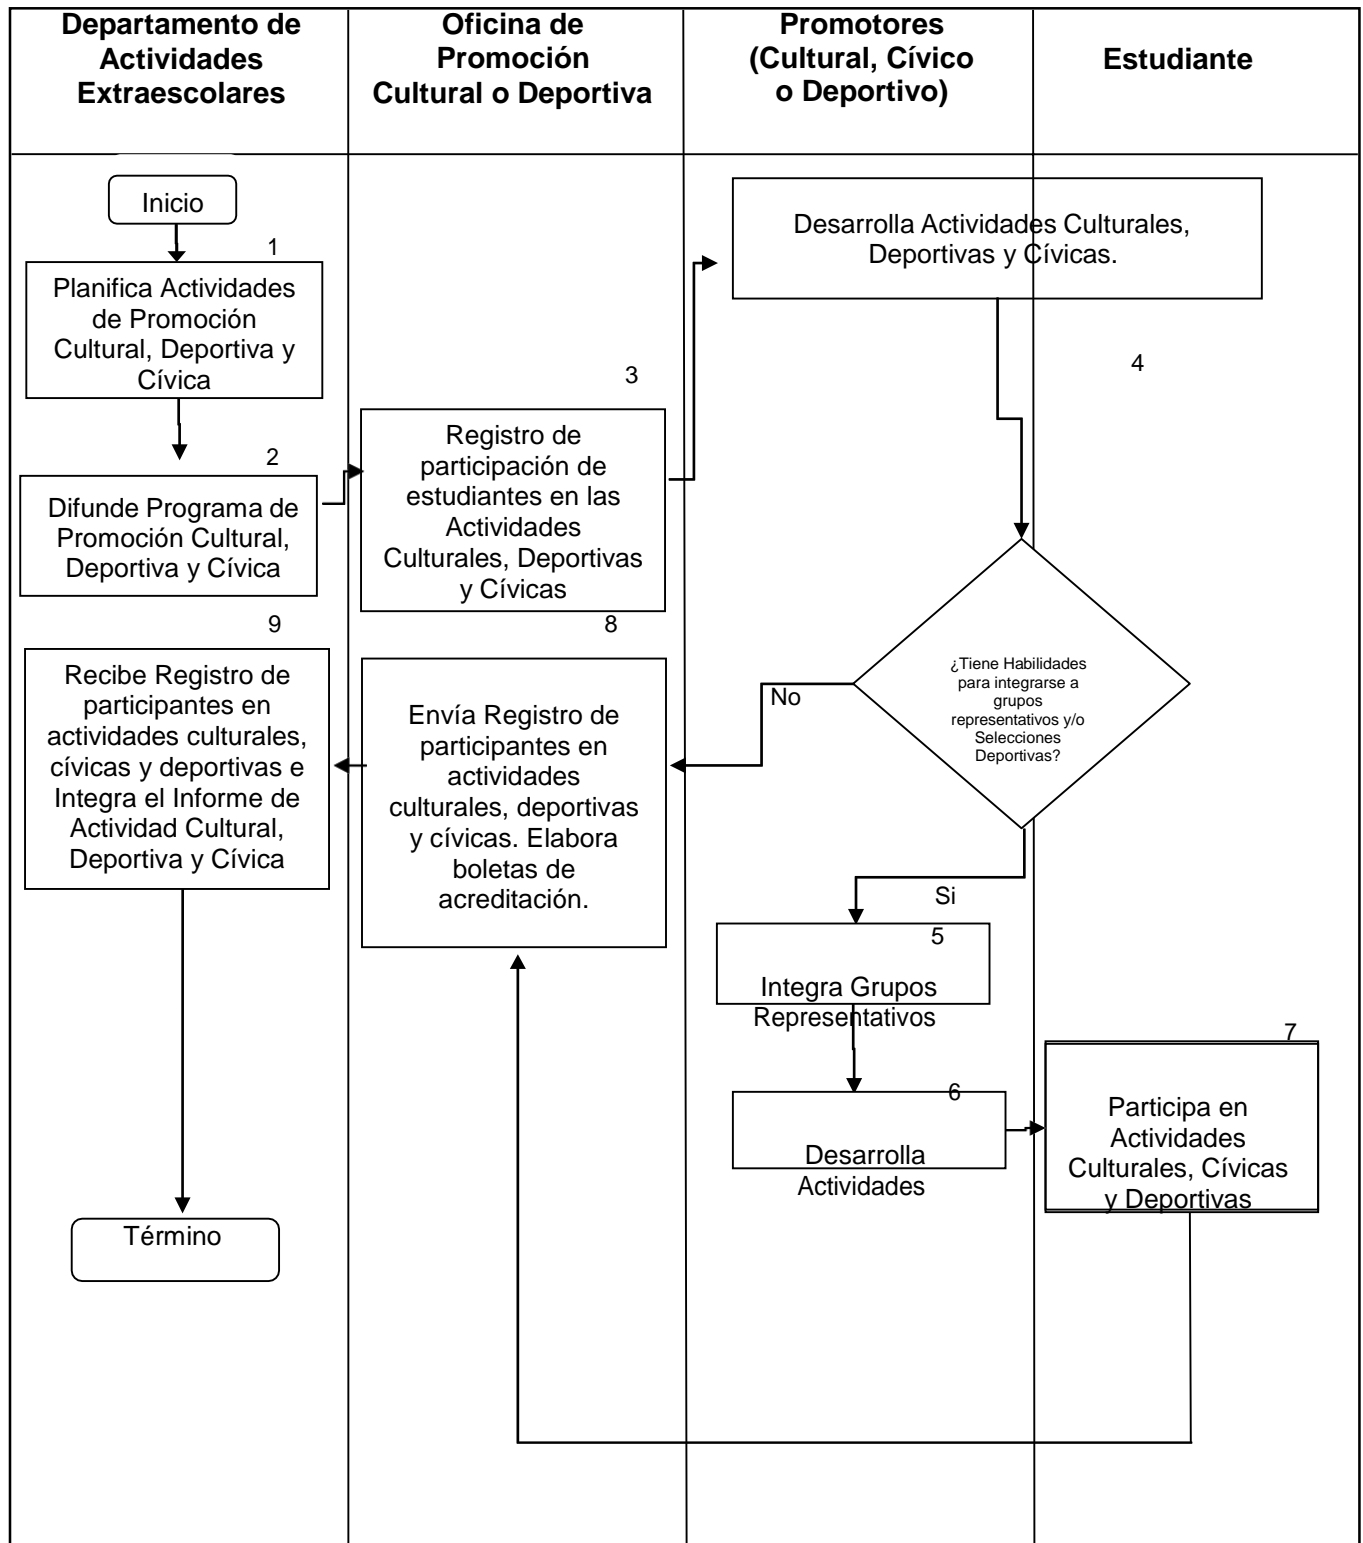 Departamento de
Actividades
Extraescolares
Oficina de
Promoción
Cultural o Deportiva
Promotores
(Cultural, Cívico
o Deportivo)
Estudiante
Inicio
1
Planifica Actividades
de Promoción
Cultural, Deportiva y
Cívica
2
Difunde Programa de
Promoción Cultural,
Deportiva y Cívica
3
Registro de
participación de
estudiantes en las
Actividades
Culturales, Deportivas
y Cívicas
Desarrolla Actividades Culturales,
Deportivas y Cívicas.
4
¿Tiene Habilidades
para integrarse a
grupos
representativos y/o
Selecciones
Deportivas?
No
Si
5
Integra Grupos
Representativos
6
Desarrolla
Actividades
7
Participa en
Actividades
Culturales, Cívicas
y Deportivas
8
Envía Registro de
participantes en
actividades
culturales, deportivas
y cívicas. Elabora
boletas de
acreditación.
9
Recibe Registro de
participantes en
actividades culturales,
cívicas y deportivas e
Integra el Informe de
Actividad Cultural,
Deportiva y Cívica
Término